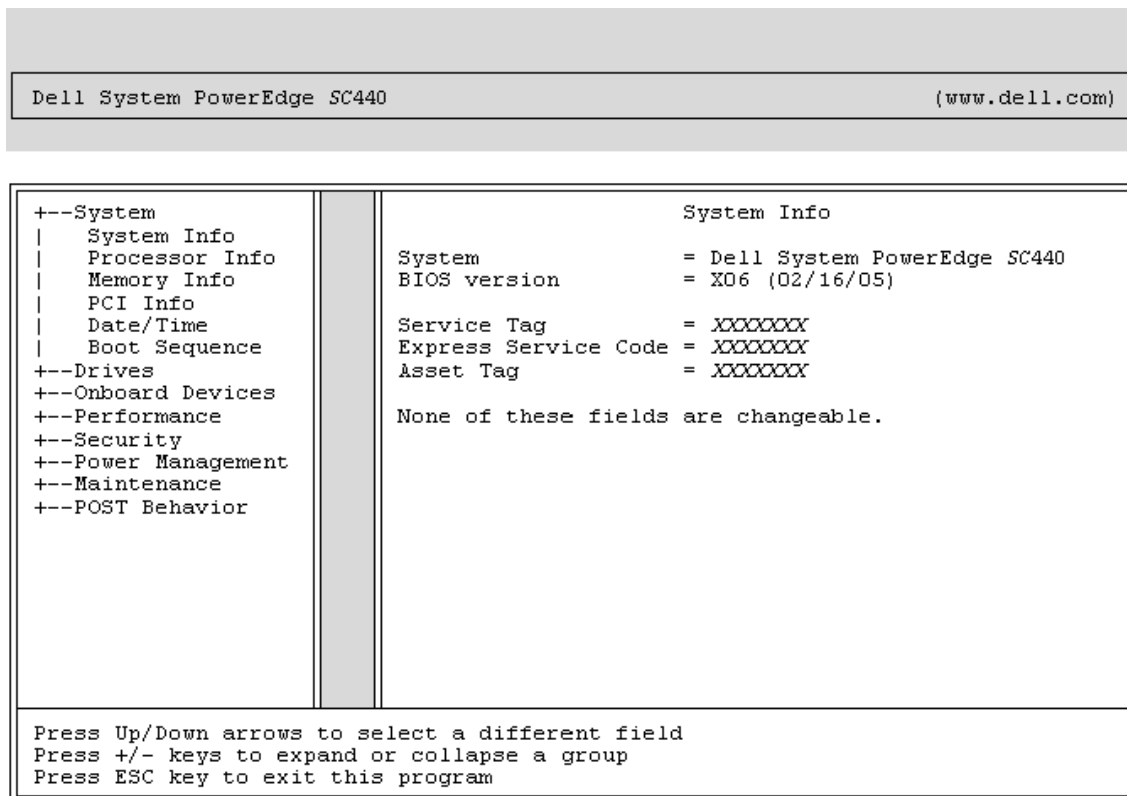 Dell System PowerEdge SC440 (www.dell.com)
+--System
| System Info
| Processor Info
| Memory Info
| PCI Info
| Date/Time
| Boot Sequence
+--Drives
+--Onboard Devices
+--Performance
+--Security
+--Power Management
+--Maintenance
+--POST Behavior
System Info
System = Dell System PowerEdge SC440
BIOS version = X06 (02/16/05)
Service Tag = XXXXXXX
Express Service Code = XXXXXXX
Asset Tag = XXXXXXX
None of these fields are changeable.
Press Up/Down arrows to select a different field
Press +/- keys to expand or collapse a group
Press ESC key to exit this program